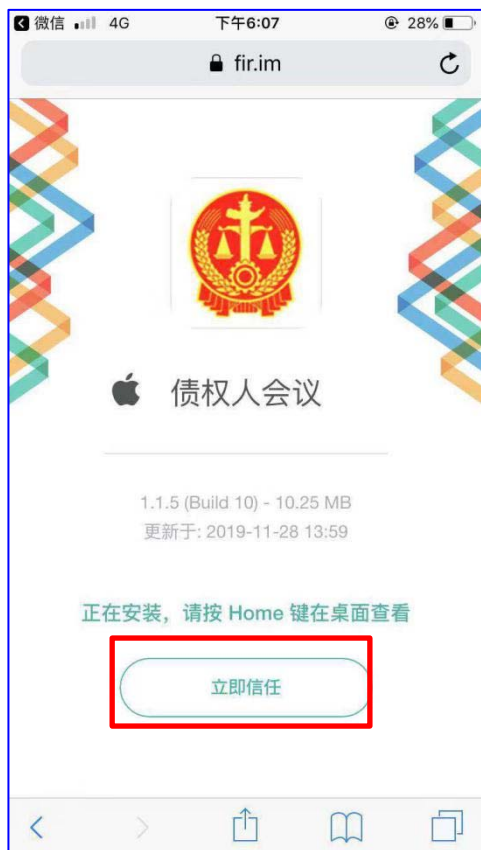 微信 4G 下午6:07 28%
fir.im
债权人会议
1.1.5 (Build 10) - 10.25 MB
更新于: 2019-11-28 13:59
正在安装，请按 Home 键在桌面查看
立即信任